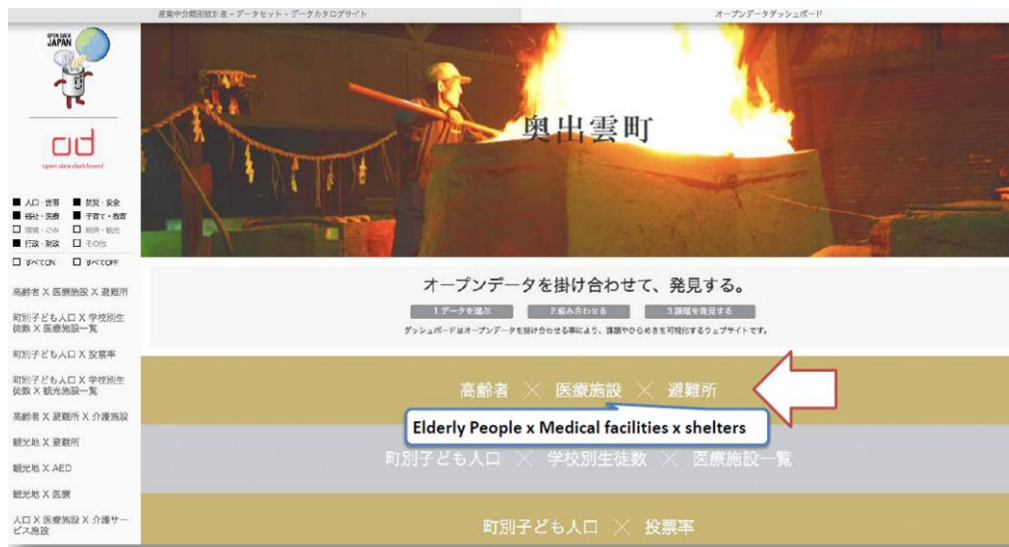 産業中分類別統計表 - データセット - データカタログサイト
オープンデータダッシュボード
OPEN DATA
JAPAN
od
open data dash board
奥出雲町
■ 人口・世帯 ■ 防災・安全
■ 福祉・医療 ■ 子育て・教育
□ 環境・ごみ □ 経済・観光
■ 行政・財政 □ その他
□ すべてON □ すべてOFF
高齢者 X 医療施設 X 避難所
町別子ども人口 X 学校別生
徒数 X 医療施設一覧
町別子ども人口 X 投票率
町別子ども人口 X 学校別生
徒数 X 観光施設一覧
高齢者 X 避難所 X 介護施設
観光地 X 避難所
観光地 X AED
観光地 X 医療
人口 X 医療施設 X 介護サー
ビス施設
オープンデータを掛け合わせて、発見する。
1.データを選ぶ 2.組み合わせる 3.課題を発見する
ダッシュボードはオープンデータを掛け合わせる事により、課題やひらめきを可視化するウェブサイトです。
高齢者 × 医療施設 × 避難所
Elderly People x Medical facilities x shelters
町別子ども人口 × 学校別生徒数 × 医療施設一覧
町別子ども人口 × 投票率